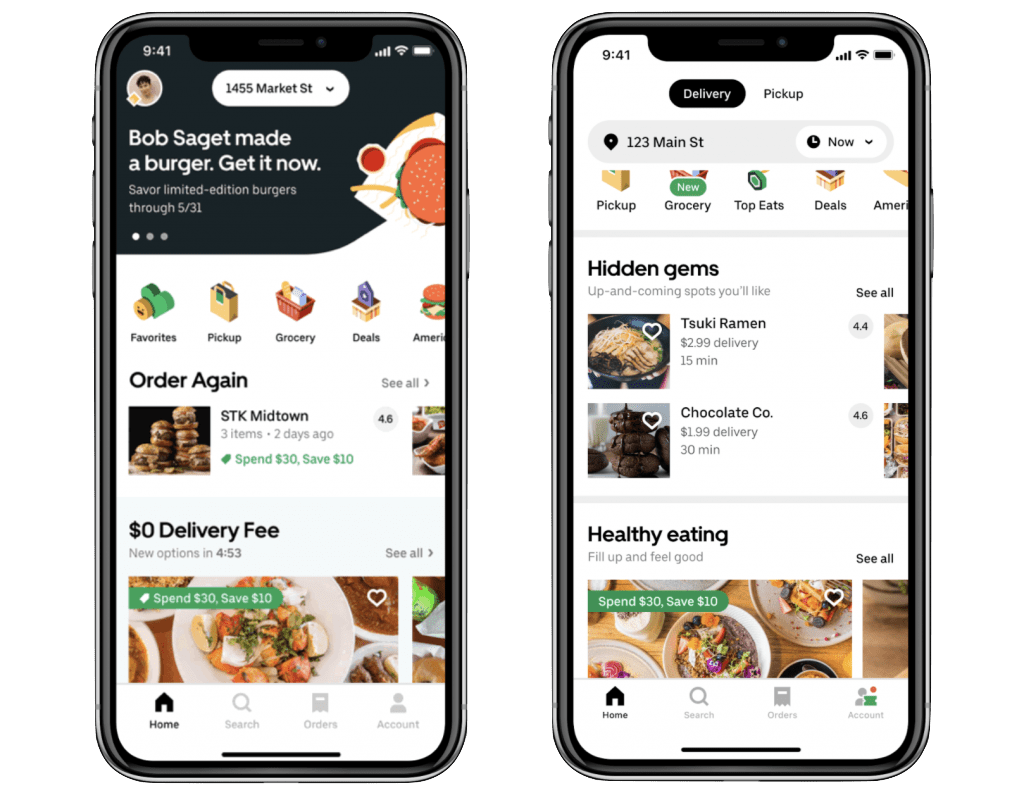 9:41
1455 Market St
Bob Saget made
a burger. Get it now.
Savor limited-edition burgers
through 5/31
Favorites
Pickup
Grocery
Deals
Ameri
Order Again
See all
STK Midtown
4.6
3 items • 2 days ago
Spend $30, Save $10
$0 Delivery Fee
New options in 4:53
See all
Spend $30, Save $10
Home
Search
Orders
Account
9:41
Delivery
Pickup
123 Main St
Now
New
Pickup
Grocery
Top Eats
Deals
Ameri
Hidden gems
Up-and-coming spots you'll like
See all
Tsuki Ramen
4.4
$2.99 delivery
15 min
Chocolate Co.
4.6
$1.99 delivery
30 min
Healthy eating
Fill up and feel good
See all
Spend $30, Save $10
Home
Search
Orders
Account